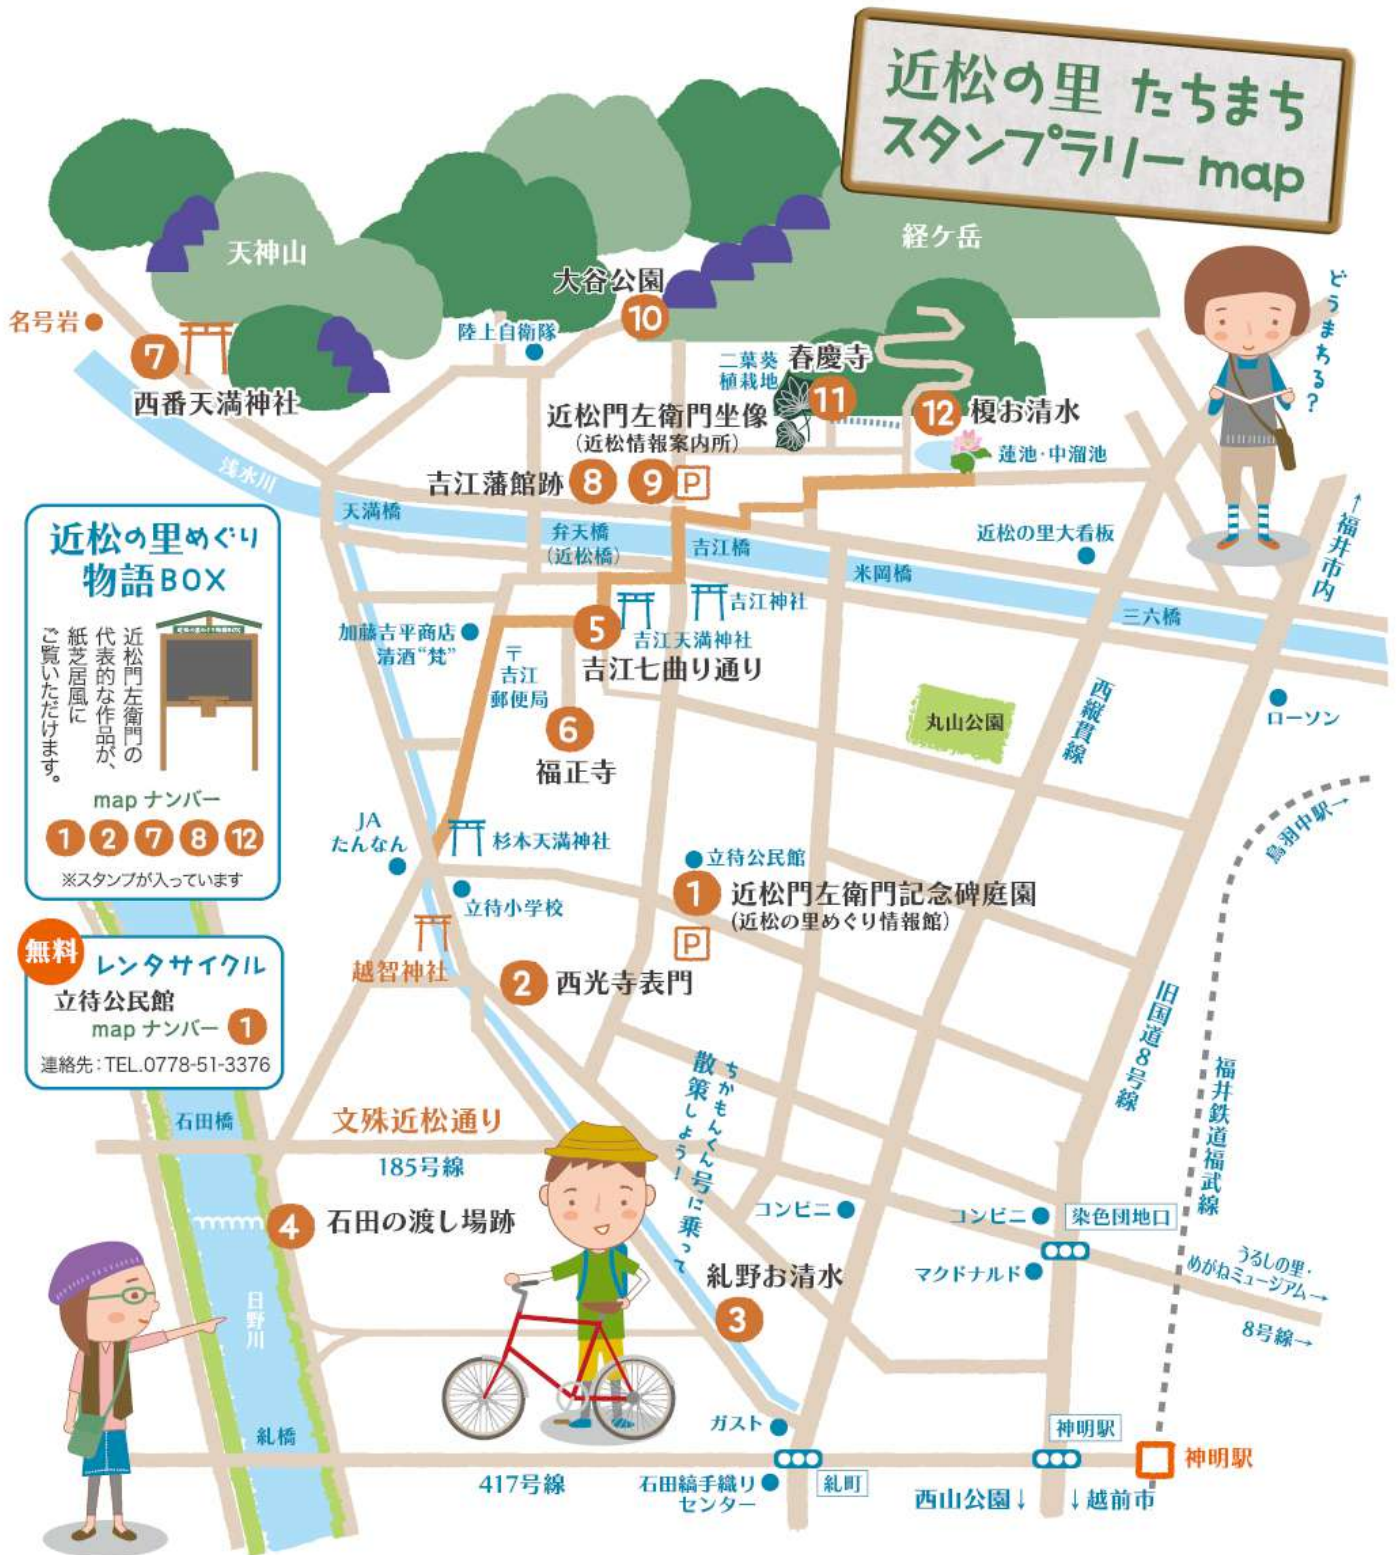 近松の里 たちまち
スタンプラリー map
天神山
経ケ岳
どうまわる?
名号岩
7
西番天満神社
大谷公園
10
陸上自衛隊
二葉葵
植栽地
春慶寺
11
12
榎お清水
蓮池・中溜池
近松門左衛門坐像
(近松情報案内所)
吉江藩館跡
8
9
P
浅水川
天満橋
弁天橋
(近松橋)
吉江橋
米岡橋
近松の里大看板
三六橋
↑福井市内
近松の里めぐり
物語BOX
近松の里めぐり物語BOX
近松門左衛門の
代表的な作品が、
紙芝居風に
ご覧いただけます。
map ナンバー
1 2 7 8 12
※スタンプが入っています
加藤吉平商店
清酒“梵”
〒
吉江
郵便局
5
吉江神社
吉江天満神社
吉江七曲り通り
6
福正寺
丸山公園
西縦貫線
ローソン
鳥羽中駅→
JA
たんなん
杉本天満神社
立待小学校
越智神社
立待公民館
1
近松門左衛門記念碑庭園
(近松の里めぐり情報館)
P
2
西光寺表門
無料
レンタサイクル
立待公民館
map ナンバー 1
連絡先:TEL.0778-51-3376
旧国道8号線
福井鉄道福武線
石田橋
文殊近松通り
185号線
ちかもんくん号に乗って
散策しよう!
4
石田の渡し場跡
日野川
コンビニ
コンビニ
染色団地口
マクドナルド
うるしの里・
めがねミュージアム→
8号線→
糺野お清水
3
糺橋
417号線
ガスト
石田縞手織り
センター
糺町
神明駅
神明駅
西山公園↓
↓越前市